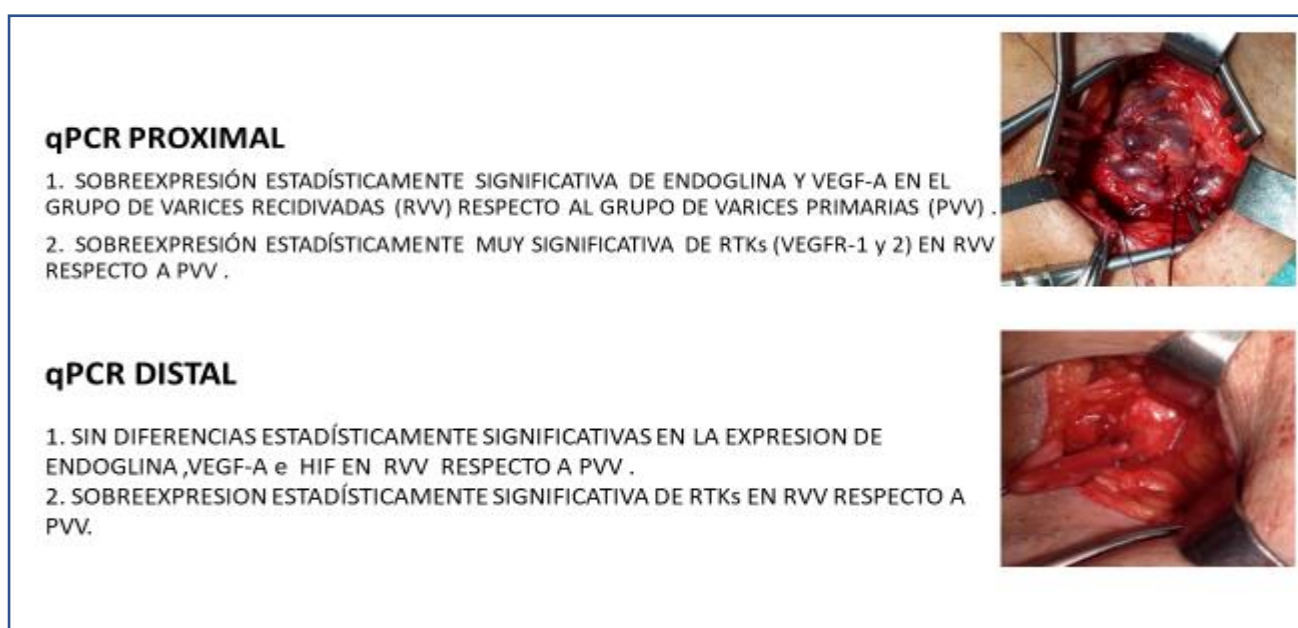 qPCR PROXIMAL
1. SOBREEXPRESIÓN ESTADÍSTICAMENTE SIGNIFICATIVA DE ENDOGLINA Y VEGF-A EN EL
GRUPO DE VARICES RECIDIVADAS (RVV) RESPECTO AL GRUPO DE VARICES PRIMARIAS (PVV) .
2. SOBREEXPRESIÓN ESTADÍSTICAMENTE MUY SIGNIFICATIVA DE RTKs (VEGFR-1 y 2) EN RVV
RESPECTO A PVV .
qPCR DISTAL
1. SIN DIFERENCIAS ESTADÍSTICAMENTE SIGNIFICATIVAS EN LA EXPRESION DE
ENDOGLINA ,VEGF-A e HIF EN RVV RESPECTO A PVV .
2. SOBREEXPRESION ESTADÍSTICAMENTE SIGNIFICATIVA DE RTKs EN RVV RESPECTO A
PVV.